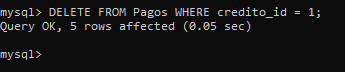 mysql> DELETE FROM Pagos WHERE credito_id = 1;
Query OK, 5 rows affected (0.05 sec)
mysql>